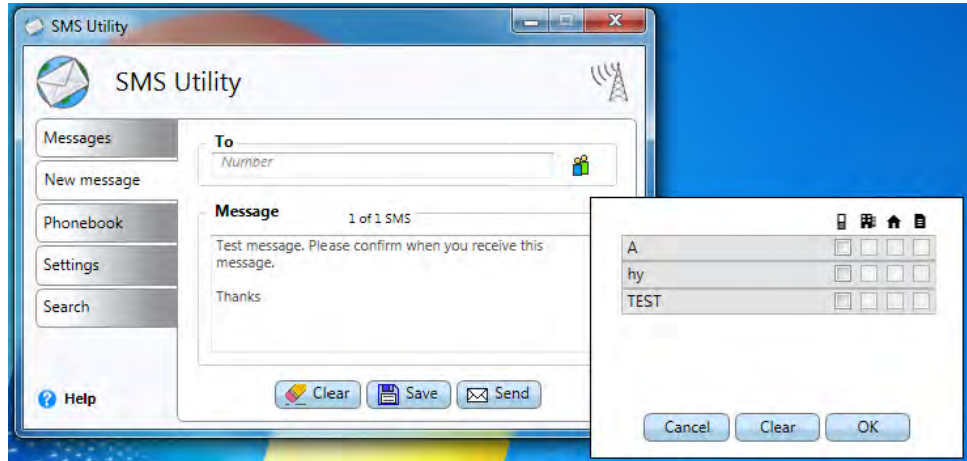 SMS Utility
SMS Utility
Messages
New message
Phonebook
Settings
Search
Help
To
Number
Message
1 of 1 SMS
Test message. Please confirm when you receive this
message.
Thanks
Clear
Save
Send
A
hy
TEST
Cancel
Clear
OK